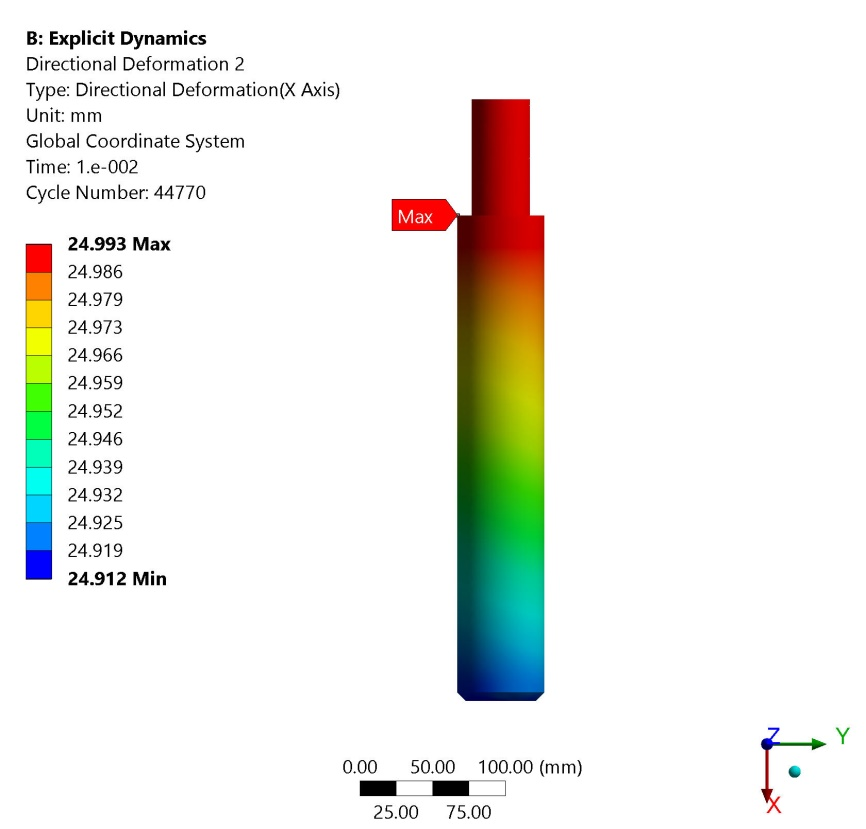 B: Explicit Dynamics
Directional Deformation 2
Type: Directional Deformation(X Axis)
Unit: mm
Global Coordinate System
Time: 1.e-002
Cycle Number: 44770
24.993 Max
24.986
24.979
24.973
24.966
24.959
24.952
24.946
24.939
24.932
24.925
24.919
24.912 Min
Max
0.00 50.00 100.00 (mm)
25.00 75.00
Z Y
X